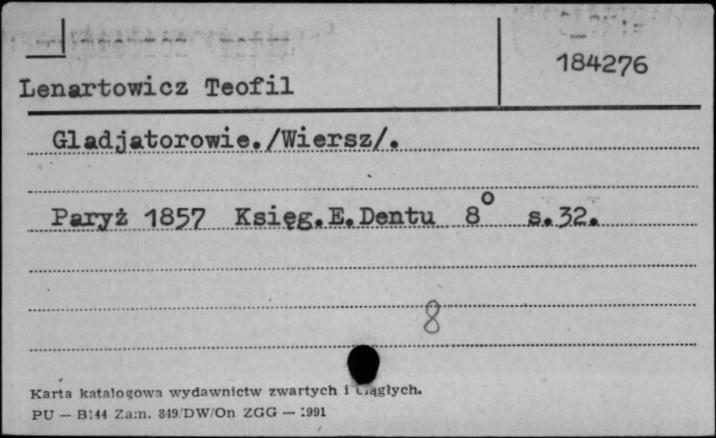 184276
Lenartowicz Teofil
Gladjatorowie./Wiersz/.
Paryż 1857 Księg.E.Dentu 8° s.32.
8
Karta katalogowa wydawnictw zwartych i ciągłych.
PU — B144 Zam. 849/DW/On ZGG — 1991